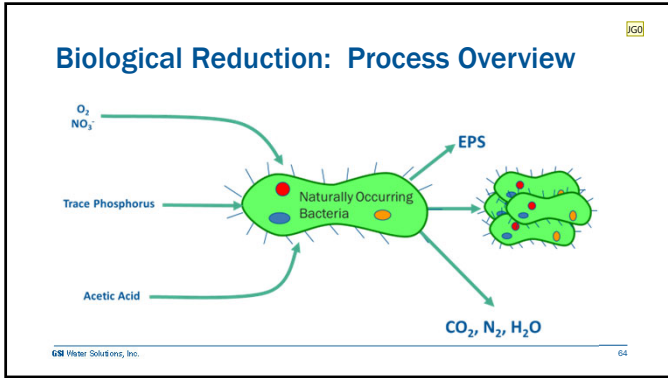 JG0
Biological Reduction: Process Overview
O₂
NO₃⁻
EPS
Naturally Occurring
Bacteria
Trace Phosphorus
Acetic Acid
CO₂, N₂, H₂O
GSI Water Solutions, Inc.
64